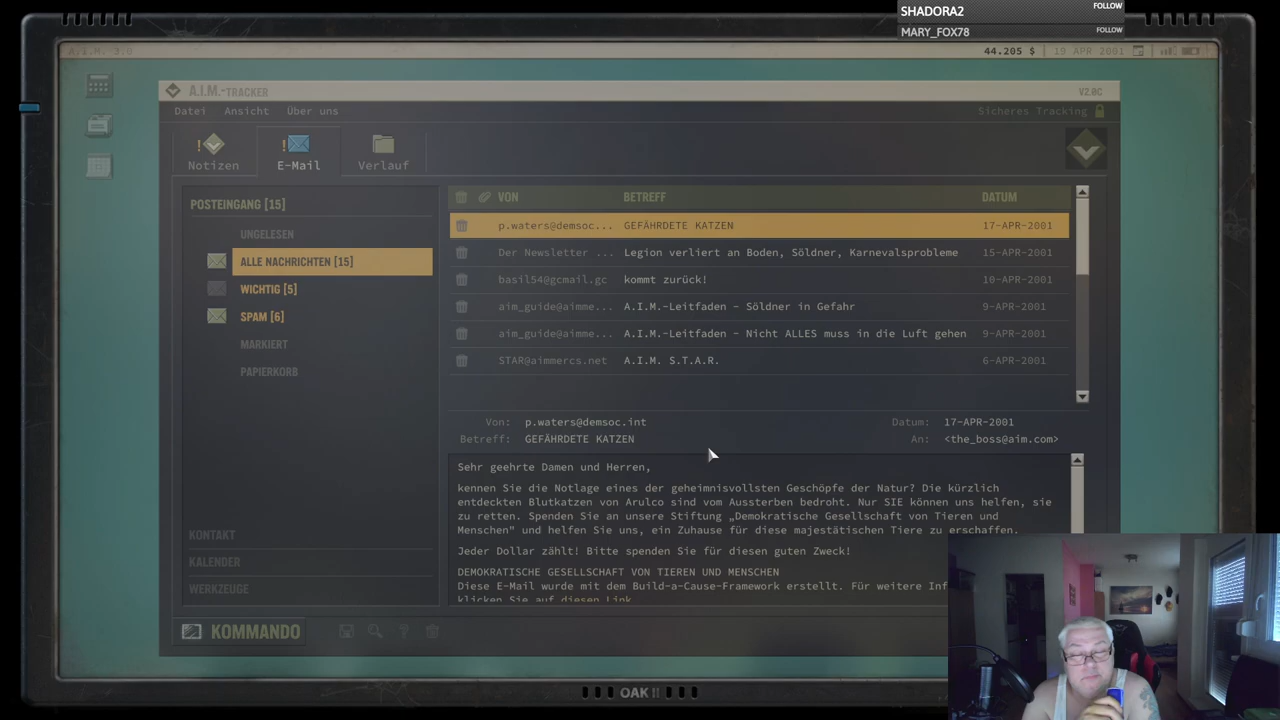 SHADORA2
FOLLOW
MARY_FOX78
FOLLOW
A.I.M. 3.0
44.205 $
19 APR 2001
A.I.M.-TRACKER
V2.0C
Datei
Ansicht
Über uns
Sicheres Tracking
Notizen
E-Mail
Verlauf
POSTEINGANG [15]
UNGELESEN
ALLE NACHRICHTEN [15]
WICHTIG [5]
SPAM [6]
MARKIERT
PAPIERKORB
KONTAKT
KALENDER
WERKZEUGE
VON BETREFF DATUM
p.waters@demsoc... GEFÄHRDETE KATZEN 17-APR-2001
Der Newsletter ... Legion verliert an Boden, Söldner, Karnevalsprobleme 15-APR-2001
basil54@gcmail.gc kommt zurück! 10-APR-2001
aim_guide@aimme... A.I.M.-Leitfaden - Söldner in Gefahr 9-APR-2001
aim_guide@aimme... A.I.M.-Leitfaden - Nicht ALLES muss in die Luft gehen 9-APR-2001
STAR@aimmercs.net A.I.M. S.T.A.R. 6-APR-2001
Von: p.waters@demsoc.int Datum: 17-APR-2001
Betreff: GEFÄHRDETE KATZEN An: <the_boss@aim.com>
Sehr geehrte Damen und Herren,
kennen Sie die Notlage eines der geheimnisvollsten Geschöpfe der Natur? Die kürzlich
entdeckten Blutkatzen von Arulco sind vom Aussterben bedroht. Nur SIE können uns helfen, sie
zu retten. Spenden Sie an unsere Stiftung „Demokratische Gesellschaft von Tieren und
Menschen" und helfen Sie uns, ein Zuhause für diese majestätischen Tiere zu erschaffen.
Jeder Dollar zählt! Bitte spenden Sie für diesen guten Zweck!
DEMOKRATISCHE GESELLSCHAFT VON TIEREN UND MENSCHEN
Diese E-Mail wurde mit dem Build-a-Cause-Framework erstellt. Für weitere Inf
klicken Sie auf diesen Link
KOMMANDO
?
OAK II